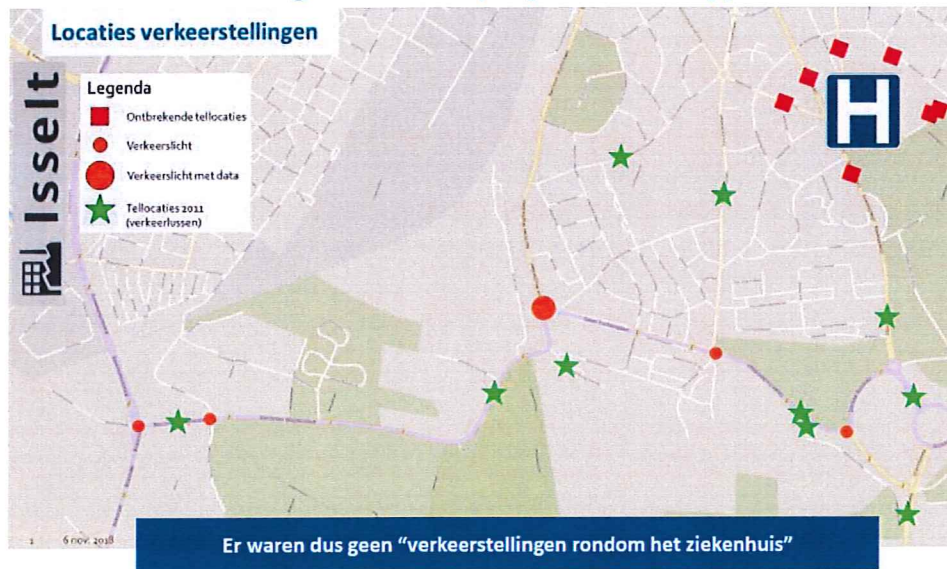 Locaties verkeerstellingen
Isselt
Legenda
Ontbrekende tellocaties
Verkeerslicht
Verkeerslicht met data
Tellocaties 2011
(verkeerlussen)
H
1 6 nov. 2018
Er waren dus geen “verkeerstellingen rondom het ziekenhuis”